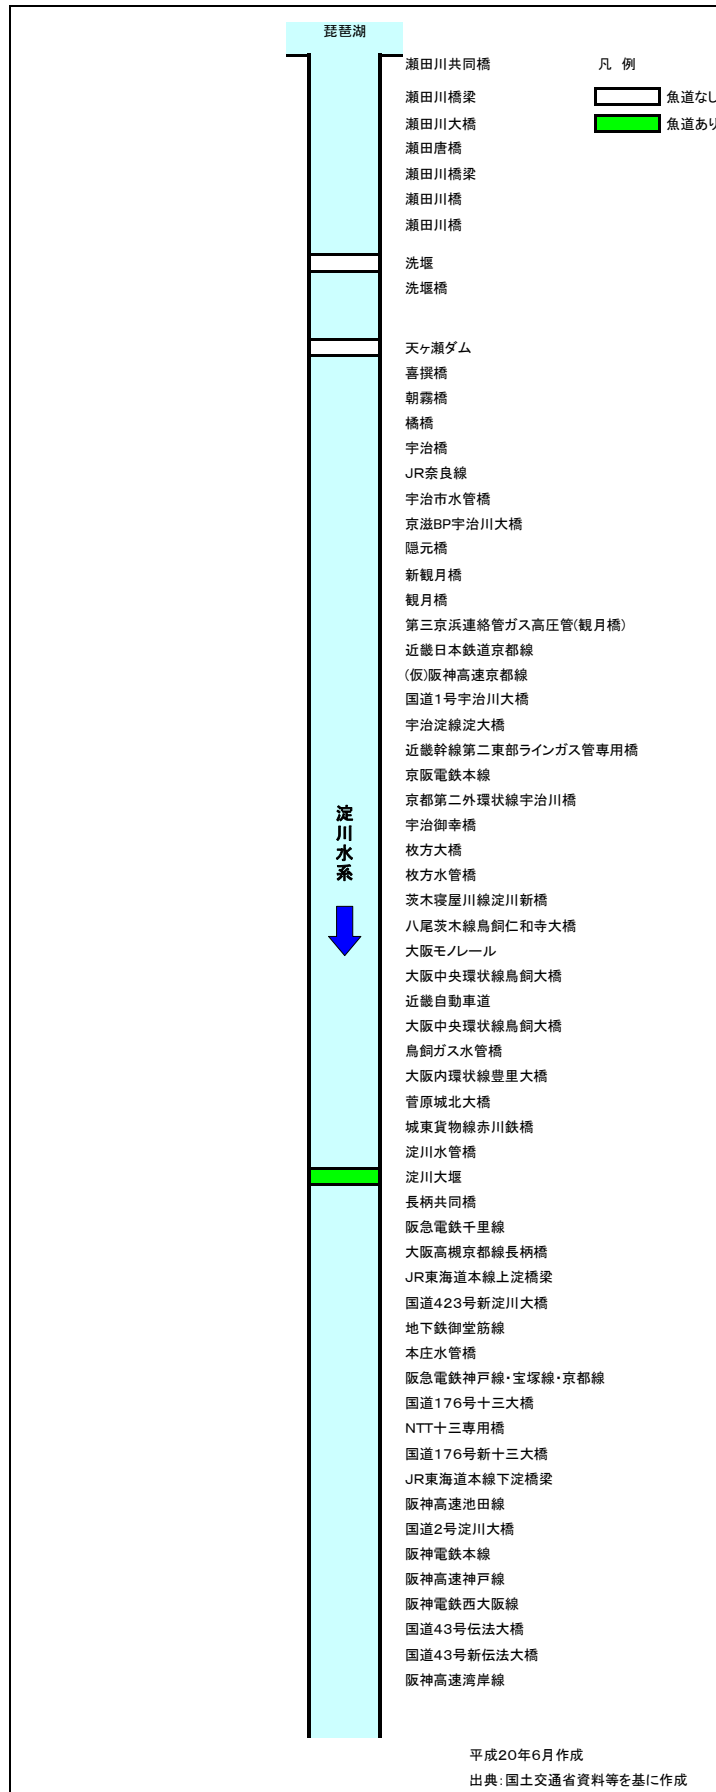 琵琶湖
瀬田川共同橋
凡 例
瀬田川橋梁
魚道なし
瀬田川大橋
魚道あり
瀬田唐橋
瀬田川橋梁
瀬田川橋
瀬田川橋
洗堰
洗堰橋
天ヶ瀬ダム
喜撰橋
朝霧橋
橘橋
宇治橋
JR奈良線
宇治市水管橋
京滋BP宇治川大橋
隠元橋
新観月橋
観月橋
第三京浜連絡管ガス高圧管(観月橋)
近畿日本鉄道京都線
(仮)阪神高速京都線
国道1号宇治川大橋
宇治淀線淀大橋
近畿幹線第二東部ラインガス管専用橋
京阪電鉄本線
京都第二外環状線宇治川橋
宇治御幸橋
枚方大橋
枚方水管橋
茨木寝屋川線淀川新橋
八尾茨木線鳥飼仁和寺大橋
大阪モノレール
大阪中央環状線鳥飼大橋
近畿自動車道
大阪中央環状線鳥飼大橋
鳥飼ガス水管橋
大阪内環状線豊里大橋
菅原城北大橋
城東貨物線赤川鉄橋
淀川水管橋
淀川大堰
長柄共同橋
阪急電鉄千里線
大阪高槻京都線長柄橋
JR東海道本線上淀橋梁
国道423号新淀川大橋
地下鉄御堂筋線
本庄水管橋
阪急電鉄神戸線・宝塚線・京都線
国道176号十三大橋
NTT十三専用橋
国道176号新十三大橋
JR東海道本線下淀橋梁
阪神高速池田線
国道2号淀川大橋
阪神電鉄本線
阪神高速神戸線
阪神電鉄西大阪線
国道43号伝法大橋
国道43号新伝法大橋
阪神高速湾岸線
淀川水系
平成20年6月作成
出典:国土交通省資料等を基に作成